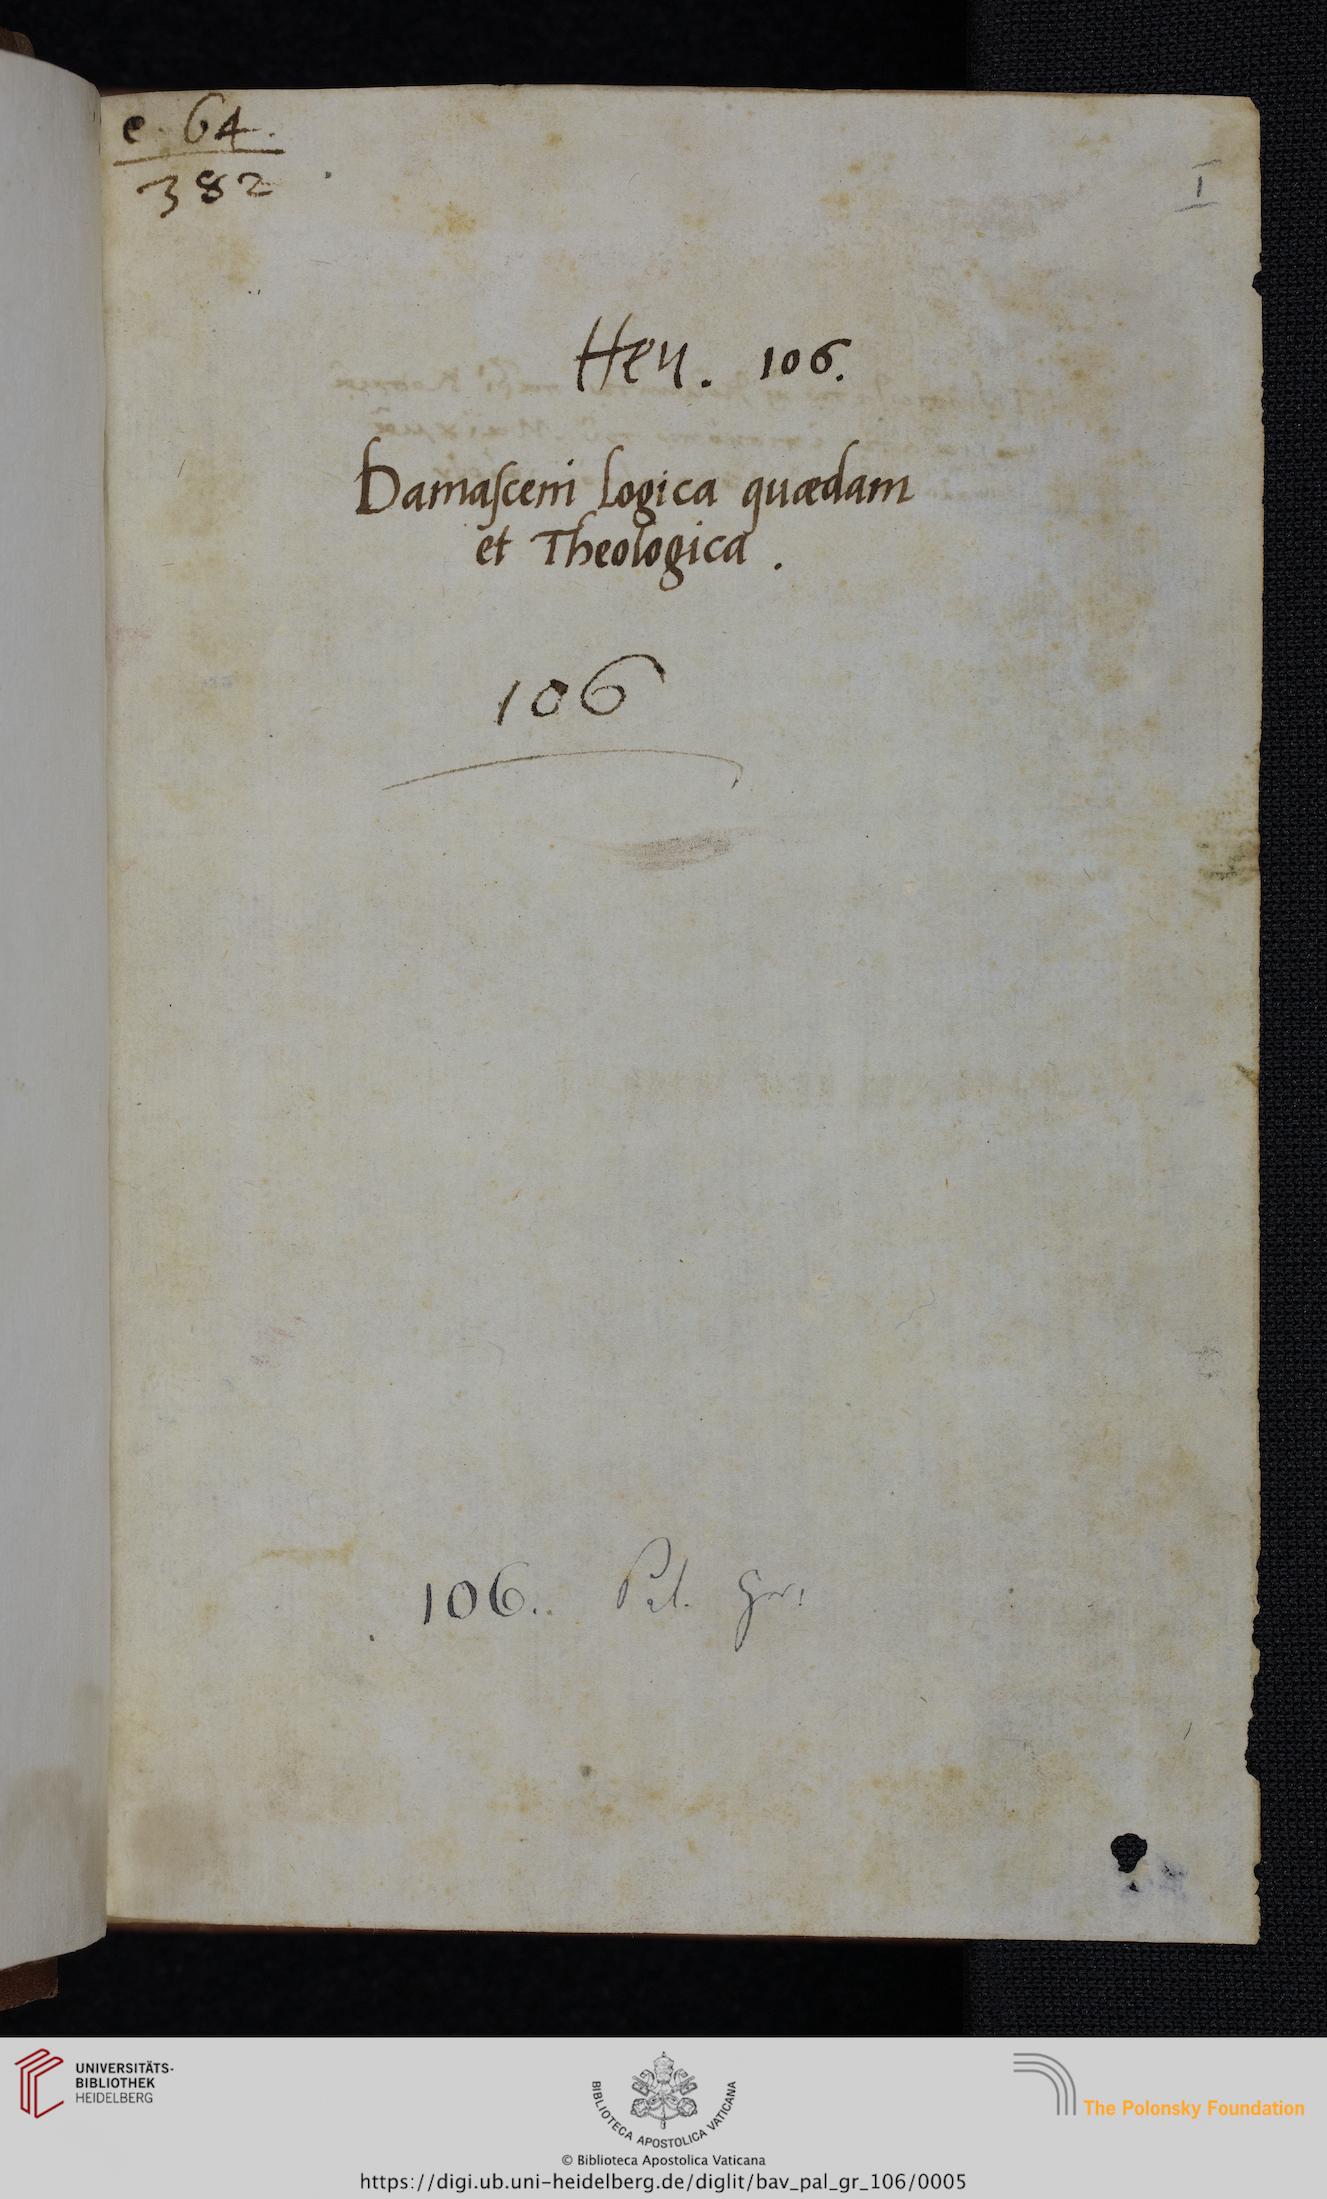 e. 64.
382
I
Hen. 106.
Damasceni Logica quædam
et Theologica.
106
106. Pal. gr.
UNIVERSITÄTS-
BIBLIOTHEK
HEIDELBERG
BIBLIOTECA APOSTOLICA VATICANA
The Polonsky Foundation
© Biblioteca Apostolica Vaticana
https://digi.ub.uni-heidelberg.de/diglit/bav_pal_gr_106/0005